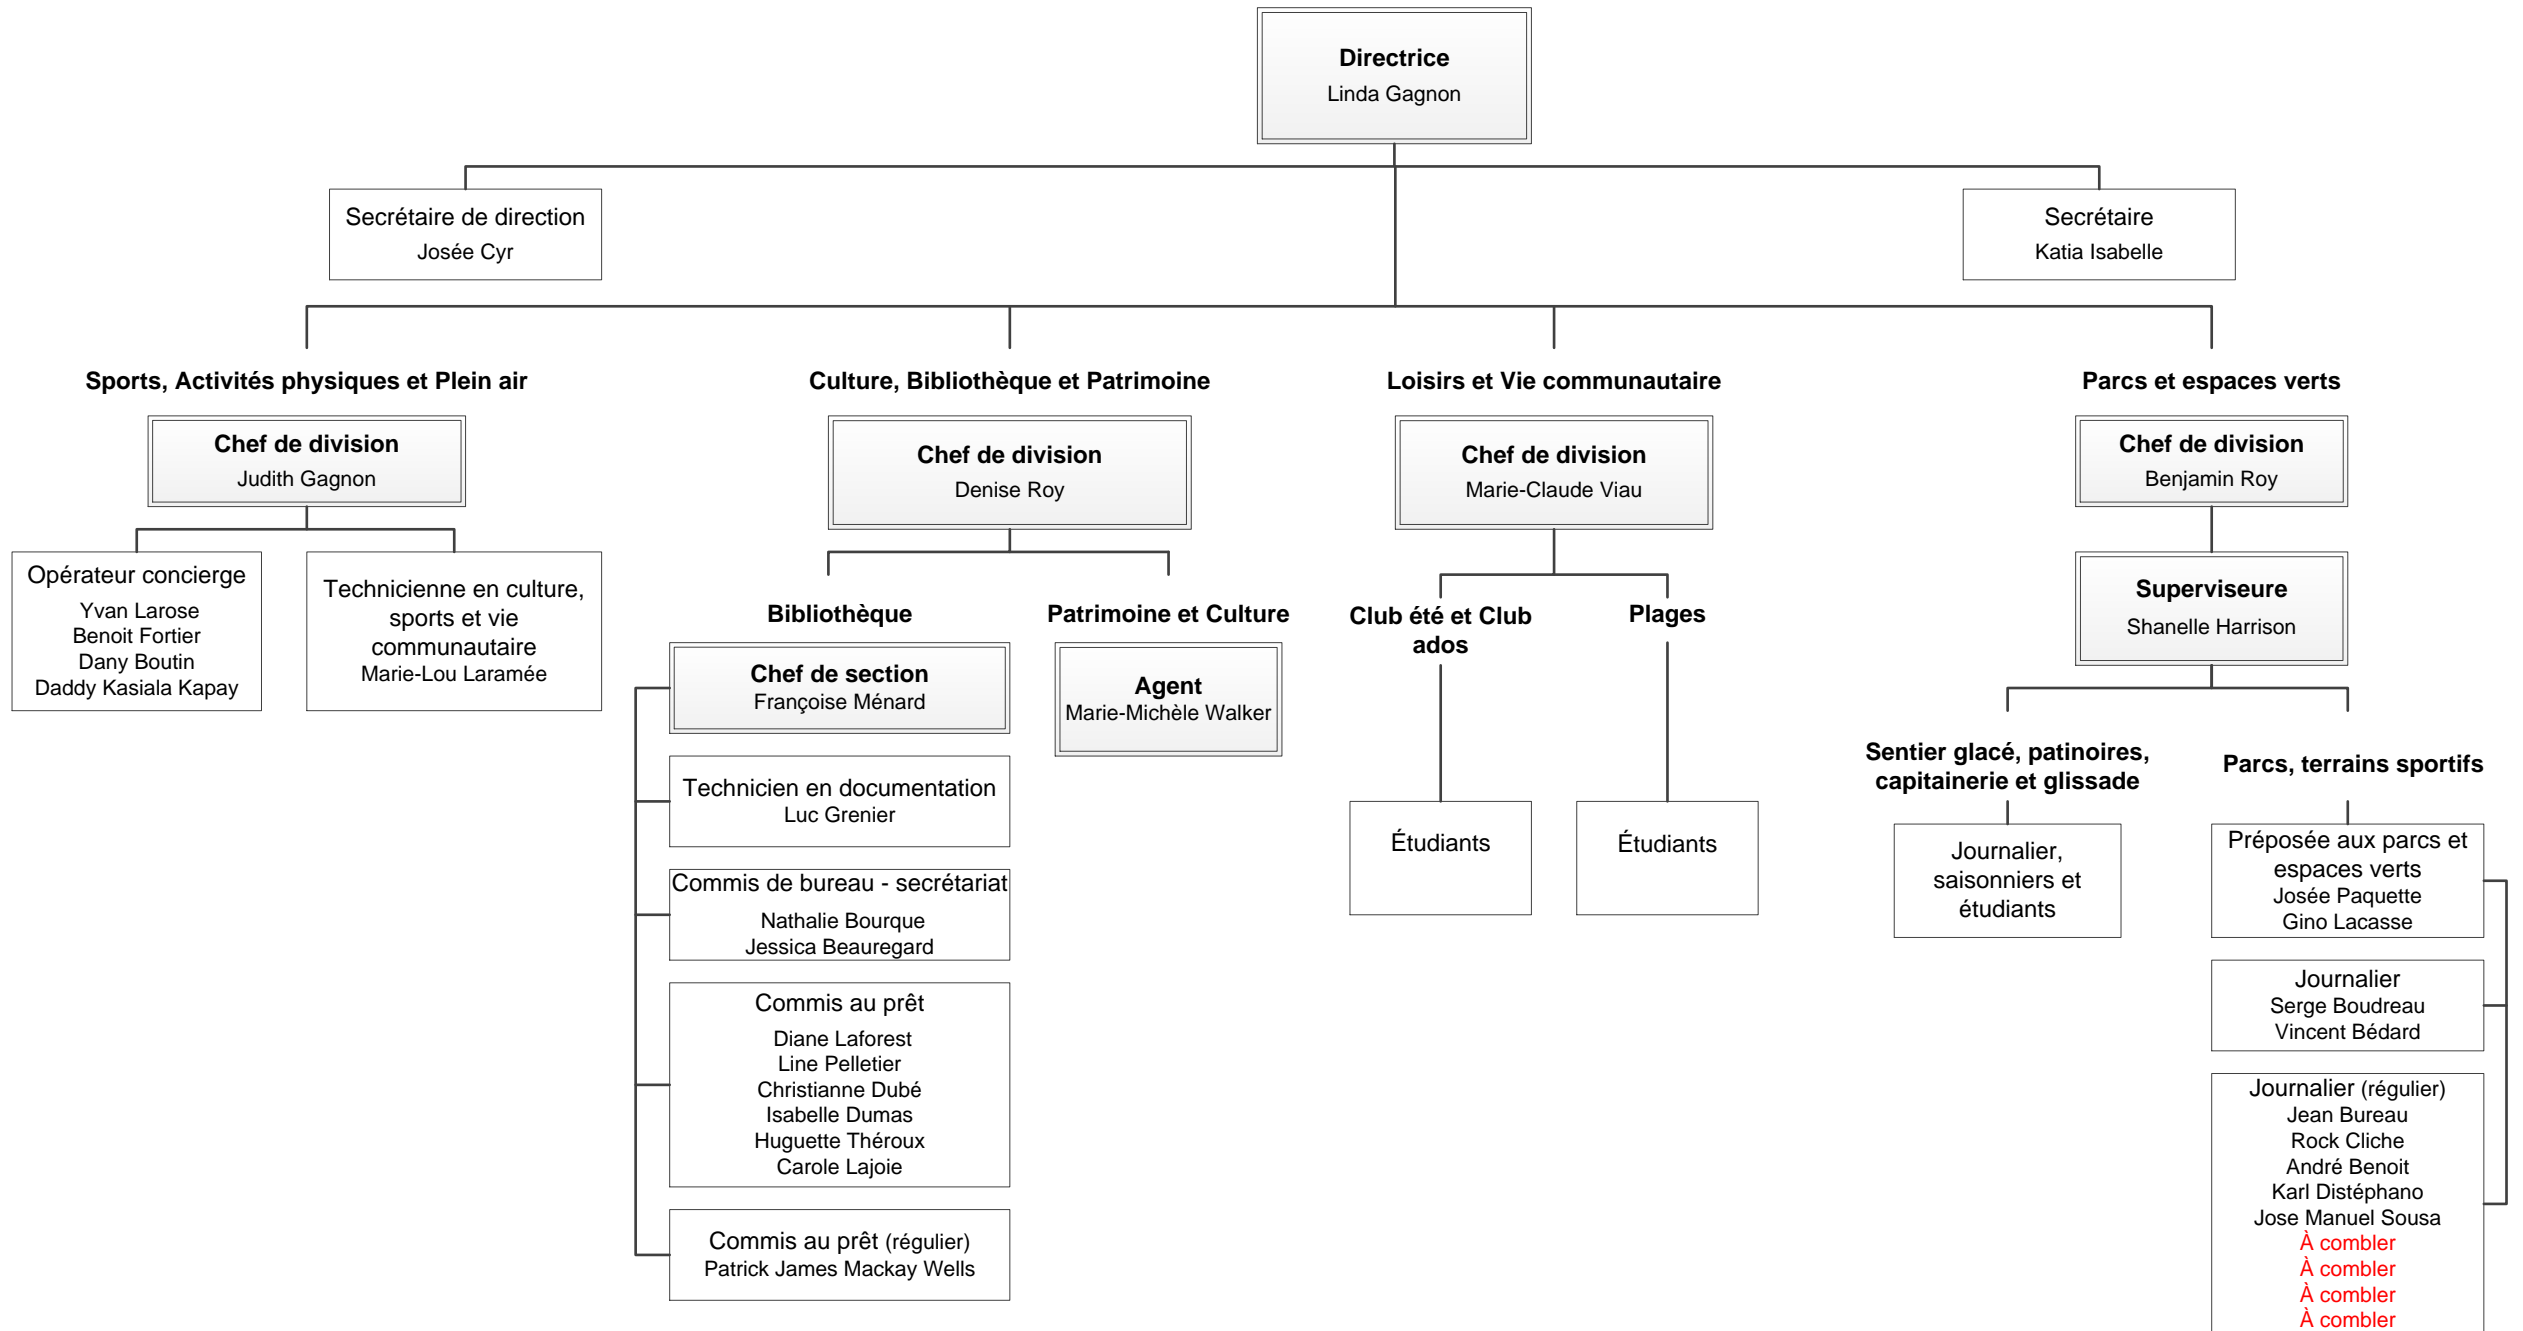 Directrice
Linda Gagnon
Secrétaire de direction
Josée Cyr
Secrétaire
Katia Isabelle
Sports, Activités physiques et Plein air
Chef de division
Judith Gagnon
Opérateur concierge
Yvan Larose
Benoit Fortier
Dany Boutin
Daddy Kasiala Kapay
Technicienne en culture,
sports et vie
communautaire
Marie-Lou Laramée
Culture, Bibliothèque et Patrimoine
Chef de division
Denise Roy
Bibliothèque
Chef de section
Françoise Ménard
Technicien en documentation
Luc Grenier
Commis de bureau - secrétariat
Nathalie Bourque
Jessica Beauregard
Commis au prêt
Diane Laforest
Line Pelletier
Christianne Dubé
Isabelle Dumas
Huguette Théroux
Carole Lajoie
Commis au prêt (régulier)
Patrick James Mackay Wells
Patrimoine et Culture
Agent
Marie-Michèle Walker
Loisirs et Vie communautaire
Chef de division
Marie-Claude Viau
Club été et Club
ados
Étudiants
Plages
Étudiants
Parcs et espaces verts
Chef de division
Benjamin Roy
Superviseure
Shanelle Harrison
Sentier glacé, patinoires,
capitainerie et glissade
Journalier,
saisonniers et
étudiants
Parcs, terrains sportifs
Préposée aux parcs et
espaces verts
Josée Paquette
Gino Lacasse
Journalier
Serge Boudreau
Vincent Bédard
Journalier (régulier)
Jean Bureau
Rock Cliche
André Benoit
Karl Distéphano
Jose Manuel Sousa
À combler
À combler
À combler
À combler